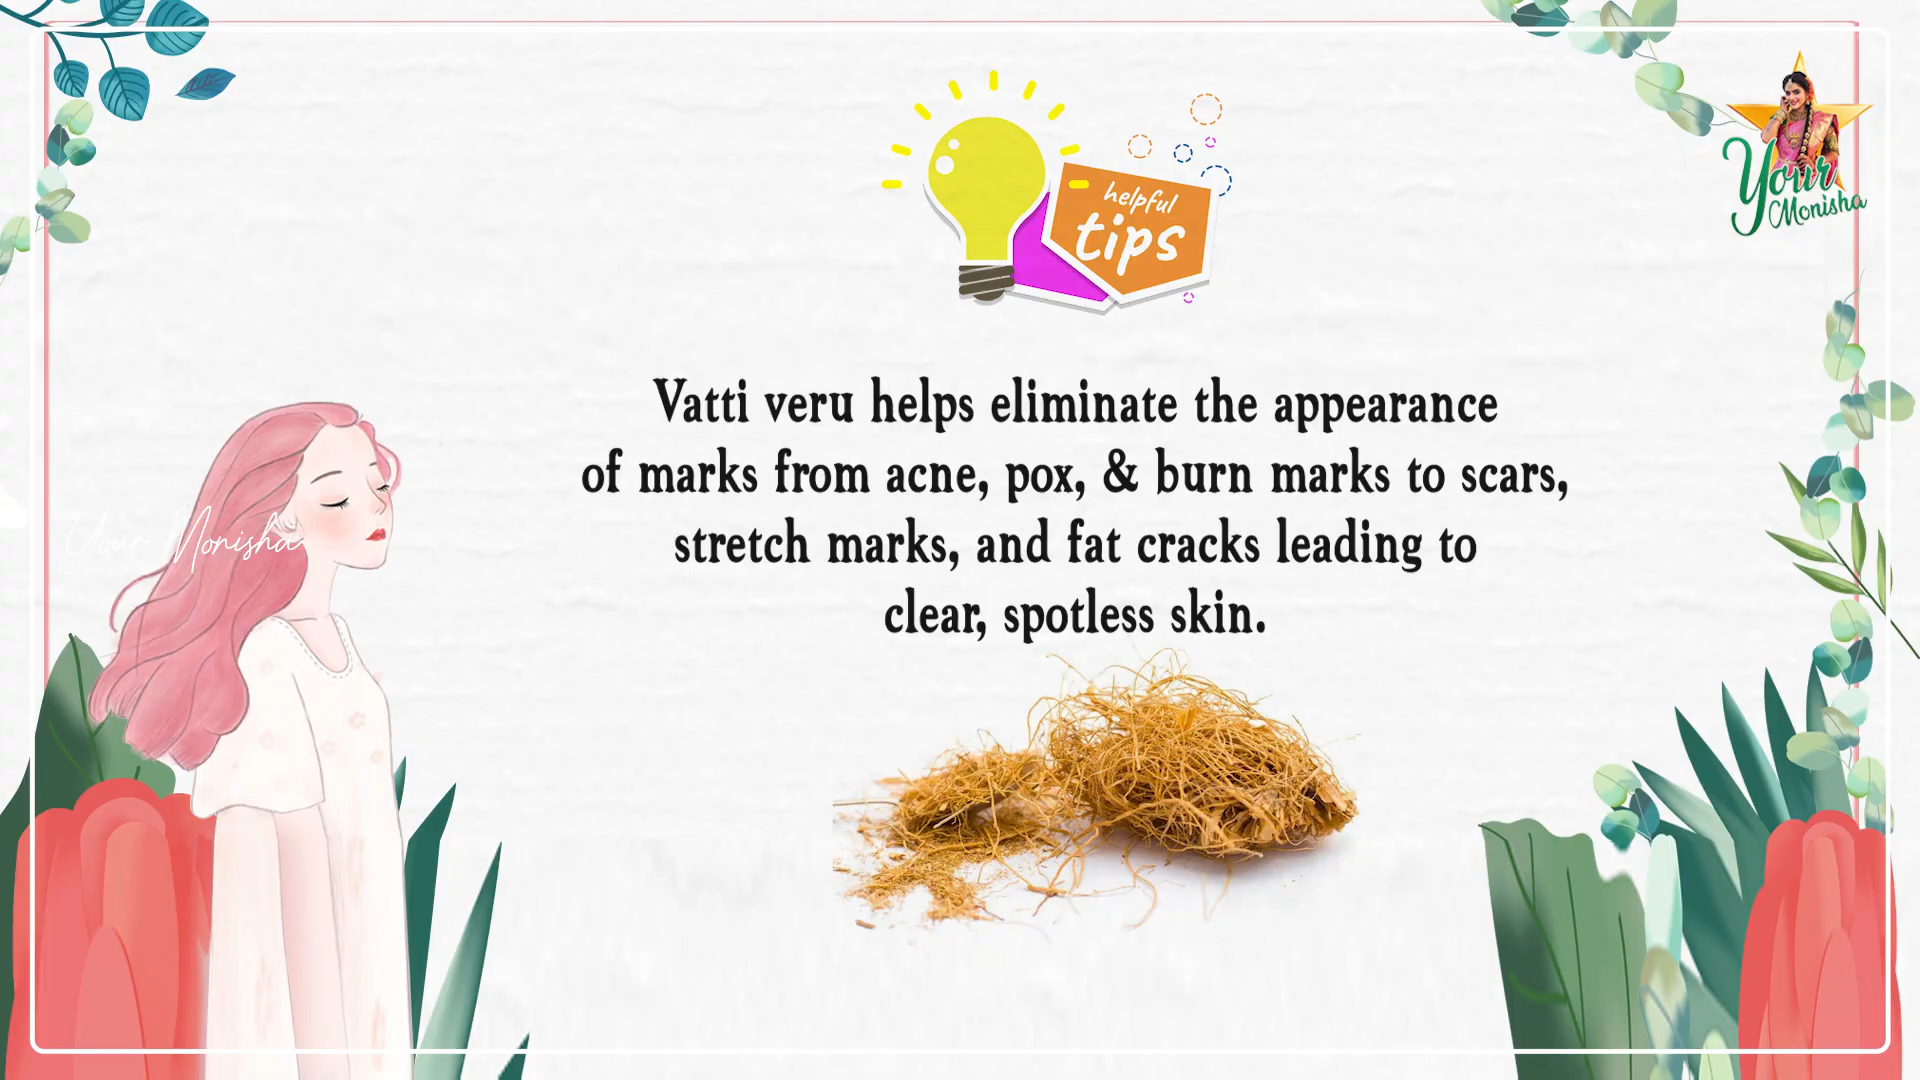 helpful
tips
Your
Monisha
Vatti veru helps eliminate the appearance
of marks from acne, pox, & burn marks to scars,
stretch marks, and fat cracks leading to
clear, spotless skin.
Your Monisha